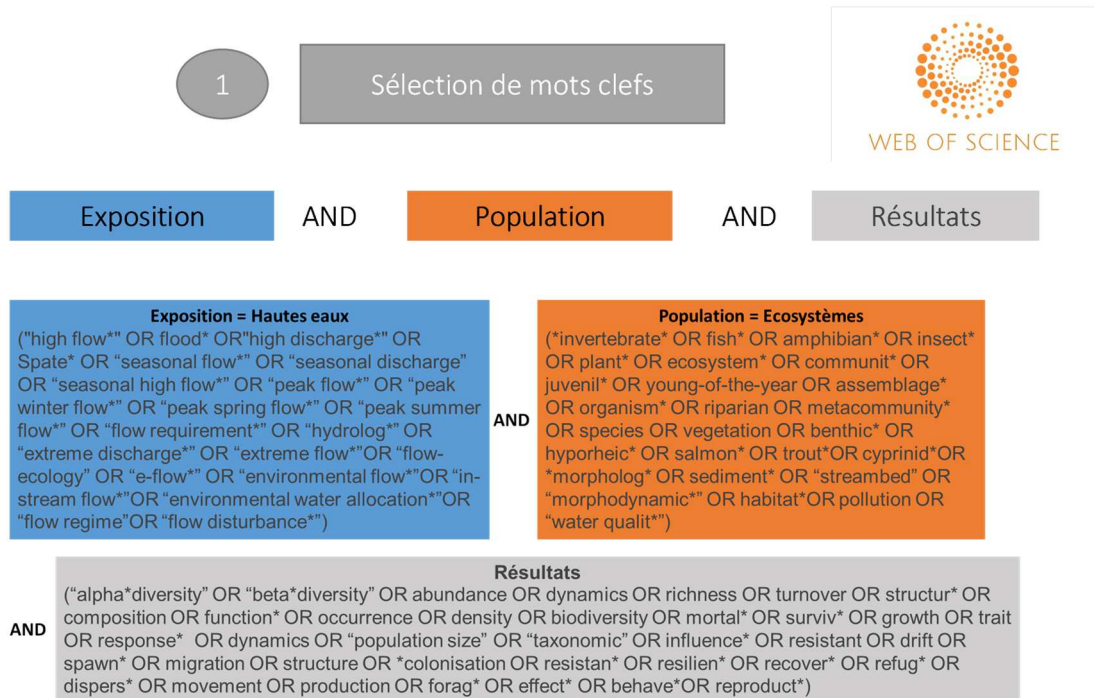 1
Sélection de mots clefs
WEB OF SCIENCE
Exposition
AND
Population
AND
Résultats
Exposition = Hautes eaux
("high flow*" OR flood* OR"high discharge*" OR
Spate* OR “seasonal flow*” OR “seasonal discharge”
OR “seasonal high flow*” OR “peak flow*” OR “peak
winter flow*” OR “peak spring flow*” OR “peak summer
flow*” OR “flow requirement*” OR “hydrolog*” OR
“extreme discharge*” OR “extreme flow*”OR “flow-
ecology” OR “e-flow*” OR “environmental flow*”OR “in-
stream flow*”OR “environmental water allocation*”OR
“flow regime”OR “flow disturbance*”)
AND
Population = Ecosystèmes
(*invertebrate* OR fish* OR amphibian* OR insect*
OR plant* OR ecosystem* OR communit* OR
juvenil* OR young-of-the-year OR assemblage*
OR organism* OR riparian OR metacommunity*
OR species OR vegetation OR benthic* OR
hyporheic* OR salmon* OR trout*OR cyprinid*OR
*morpholog* OR sediment* OR “streambed” OR
“morphodynamic*” OR habitat*OR pollution OR
“water qualit*”)
AND
Résultats
(“alpha*diversity” OR “beta*diversity” OR abundance OR dynamics OR richness OR turnover OR structur* OR
composition OR function* OR occurrence OR density OR biodiversity OR mortal* OR surviv* OR growth OR trait
OR response* OR dynamics OR “population size” OR “taxonomic” OR influence* OR resistant OR drift OR
spawn* OR migration OR structure OR *colonisation OR resistan* OR resilien* OR recover* OR refug* OR
dispers* OR movement OR production OR forag* OR effect* OR behave*OR reproduct*)